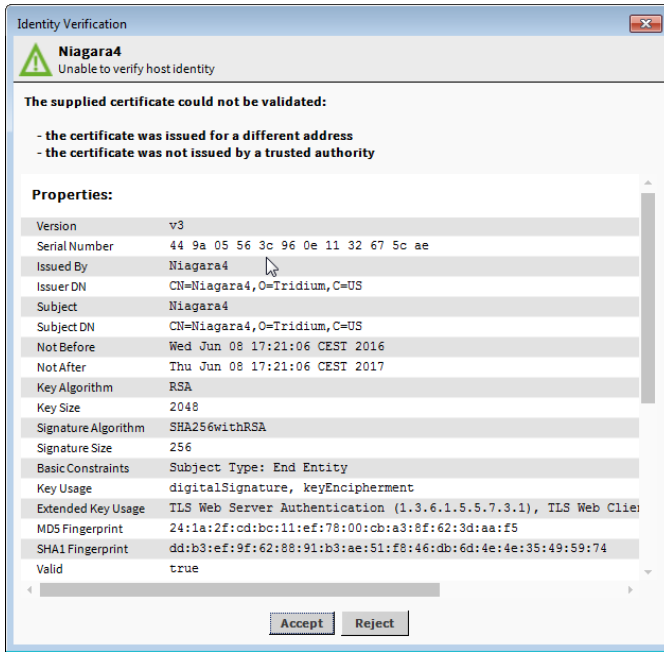 Identity Verification
Niagara4
Unable to verify host identity
The supplied certificate could not be validated:
- the certificate was issued for a different address
- the certificate was not issued by a trusted authority
Properties:
Version v3
Serial Number 44 9a 05 56 3c 96 0e 11 32 67 5c ae
Issued By Niagara4
Issuer DN CN=Niagara4,O=Tridium,C=US
Subject Niagara4
Subject DN CN=Niagara4,O=Tridium,C=US
Not Before Wed Jun 08 17:21:06 CEST 2016
Not After Thu Jun 08 17:21:06 CEST 2017
Key Algorithm RSA
Key Size 2048
Signature Algorithm SHA256withRSA
Signature Size 256
Basic Constraints Subject Type: End Entity
Key Usage digitalSignature, keyEncipherment
Extended Key Usage TLS Web Server Authentication (1.3.6.1.5.5.7.3.1), TLS Web Clie
MD5 Fingerprint 24:1a:2f:cd:bc:11:ef:78:00:cb:a3:8f:62:3d:aa:f5
SHA1 Fingerprint dd:b3:ef:9f:62:88:91:b3:ae:51:f8:46:db:6d:4e:4e:35:49:59:74
Valid true
Accept Reject